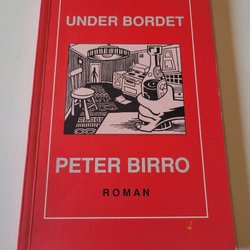 UNDER BORDET
PETER BIRRO
ROMAN